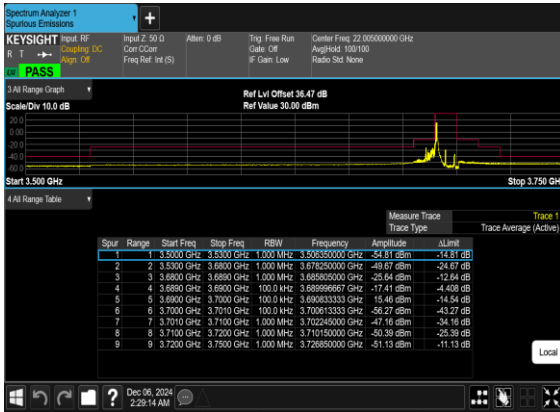 Spectrum Analyzer 1
Spurious Emissions
+
KEYSIGHT Input: RF Input Z: 50 Ω Atten: 0 dB Trig: Free Run Center Freq: 22.005000000 GHz
R T Coupling: DC Corr CCorr Gate: Off Avg|Hold: 100/100
Align: Off Freq Ref: Int (S) IF Gain: Low Radio Std: None
PASS
3 All Range Graph
Ref Lvl Offset 36.47 dB
Scale/Div 10.0 dB Ref Value 30.00 dBm
20.0
0.00
-20.0
-40.0
-60.0
Start 3.500 GHz Stop 3.750 GH
4 All Range Table
Measure Trace Trace 1
Trace Type Trace Average (Active)
Spur Range Start Freq Stop Freq RBW Frequency Amplitude ΔLimit
1 1 3.5000 GHz 3.5300 GHz 1.000 MHz 3.506350000 GHz -54.81 dBm -14.81 dB
2 2 3.5300 GHz 3.6800 GHz 1.000 MHz 3.678250000 GHz -49.67 dBm -24.67 dB
3 3 3.6800 GHz 3.6890 GHz 1.000 MHz 3.685805000 GHz -25.64 dBm -12.64 dB
4 4 3.6890 GHz 3.6900 GHz 100.0 kHz 3.689996667 GHz -17.41 dBm -4.408 dB
5 5 3.6900 GHz 3.7000 GHz 100.0 kHz 3.690833333 GHz 15.46 dBm -14.54 dB
6 6 3.7000 GHz 3.7010 GHz 100.0 kHz 3.700613333 GHz -56.27 dBm -43.27 dB
7 7 3.7010 GHz 3.7100 GHz 1.000 MHz 3.702245000 GHz -47.16 dBm -34.16 dB
8 8 3.7100 GHz 3.7200 GHz 1.000 MHz 3.710150000 GHz -50.39 dBm -25.39 dB
9 9 3.7200 GHz 3.7500 GHz 1.000 MHz 3.726850000 GHz -51.13 dBm -11.13 dB
Local
?
Dec 06, 2024
2:29:14 AM